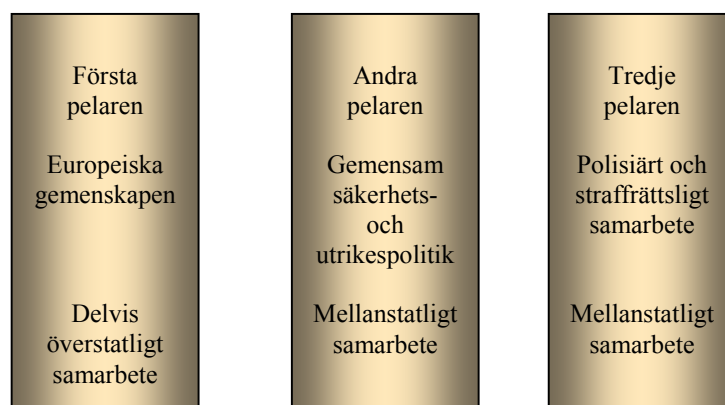 Första
pelaren
Europeiska
gemenskapen
Delvis
överstatligt
samarbete
Andra
pelaren
Gemensam
säkerhets-
och
utrikespolitik
Mellanstatligt
samarbete
Tredje
pelaren
Polisiärt och
straffrättsligt
samarbete
Mellanstatligt
samarbete